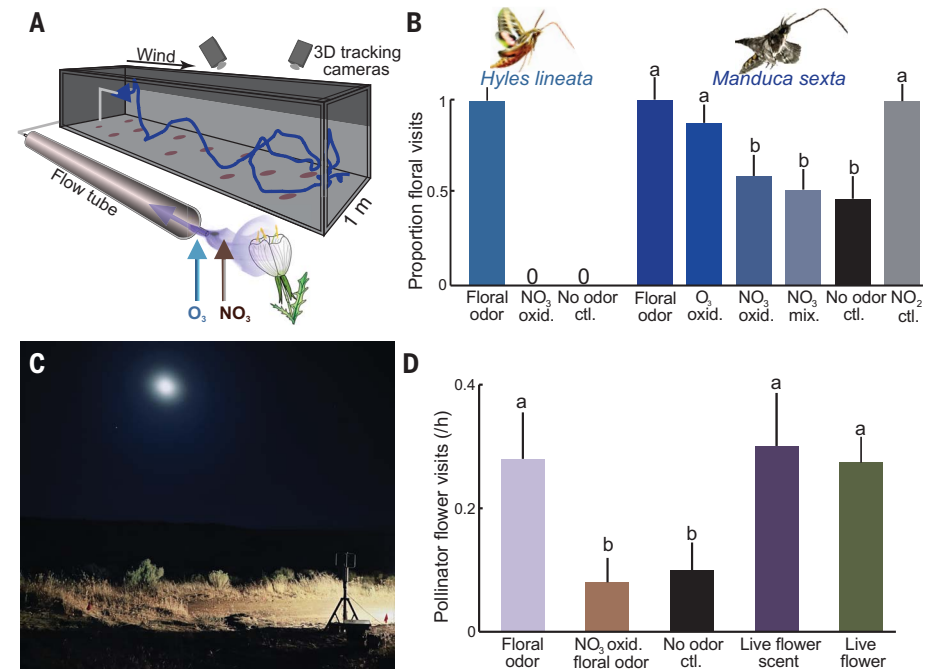 A
Wind
3D tracking
cameras
Flow tube
1 m
O₃
NO₃
B
Hyles lineata
Manduca sexta
Proportion floral visits
1
0.5
0
0
0
a
a
b
b
b
a
Floral
odor
NO₃
oxid.
No odor
ctl.
Floral
odor
O₃
oxid.
NO₃
oxid.
NO₃
mix.
No odor
ctl.
NO₂
ctl.
C
D
Pollinator flower visits (/h)
0.4
0.2
0
a
b
b
a
a
Floral
odor
NO₃ oxid.
floral odor
No odor
ctl.
Live flower
scent
Live
flower